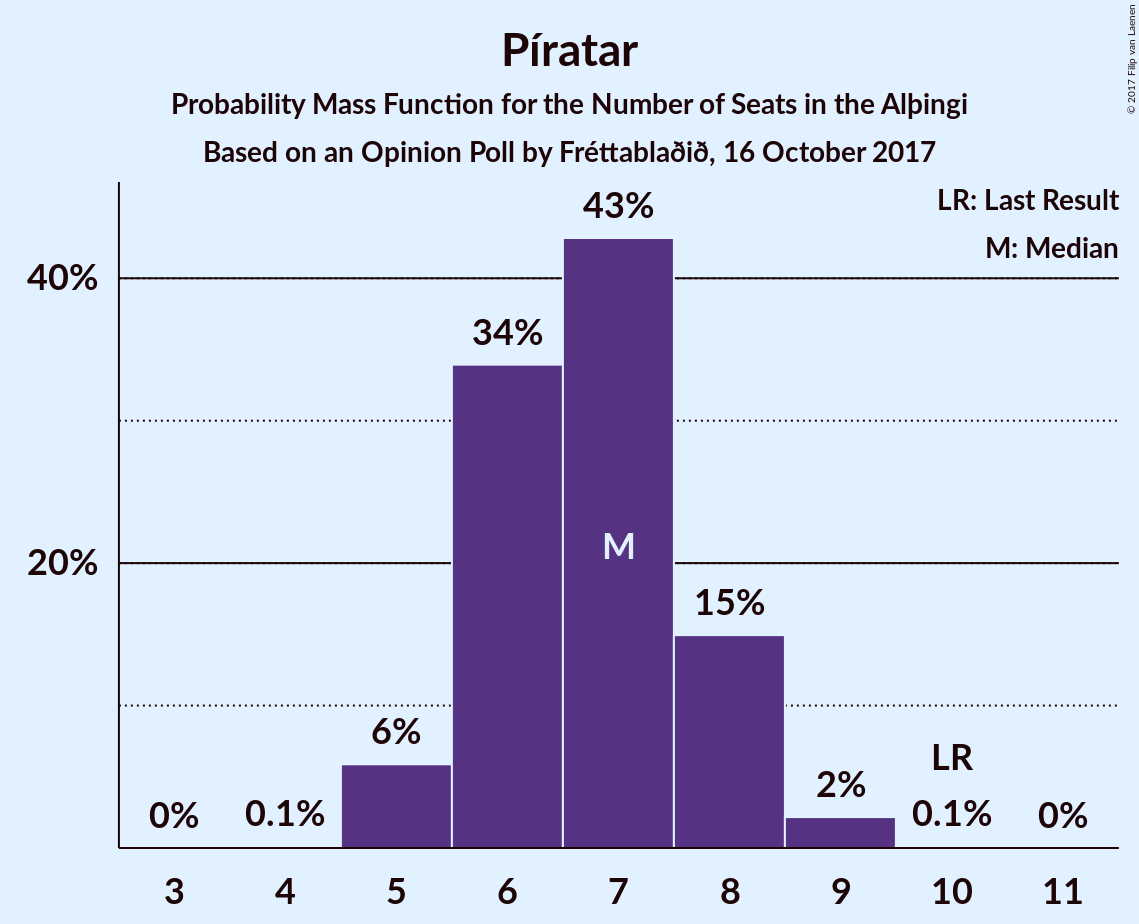 Píratar
Probability Mass Function for the Number of Seats in the Alþingi
Based on an Opinion Poll by Fréttablaðið, 16 October 2017
© 2017 Filip van Laenen
LR: Last Result
M: Median
43%
40%
34%
M
20%
15%
6%
LR
2%
0%
0.1%
0.1%
0%
3 4 5 6 7 8 9 10 11